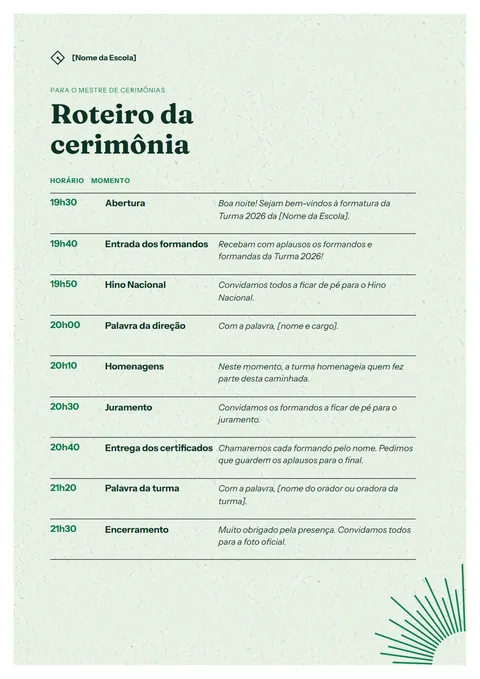 [Nome da Escola]
PARA O MESTRE DE CERIMÔNIAS
Roteiro da
cerimônia
HORÁRIO MOMENTO
19h30 Abertura Boa noite! Sejam bem-vindos à formatura da
Turma 2026 da [Nome da Escola].
19h40 Entrada dos formandos Recebam com aplausos os formandos e
formandas da Turma 2026!
19h50 Hino Nacional Convidamos todos a ficar de pé para o Hino
Nacional.
20h00 Palavra da direção Com a palavra, [nome e cargo].
20h10 Homenagens Neste momento, a turma homenageia quem fez
parte desta caminhada.
20h30 Juramento Convidamos os formandos a ficar de pé para o
juramento.
20h40 Entrega dos certificados Chamaremos cada formando pelo nome. Pedimos
que guardem os aplausos para o final.
21h20 Palavra da turma Com a palavra, [nome do orador ou oradora da
turma].
21h30 Encerramento Muito obrigado pela presença. Convidamos todos
para a foto oficial.